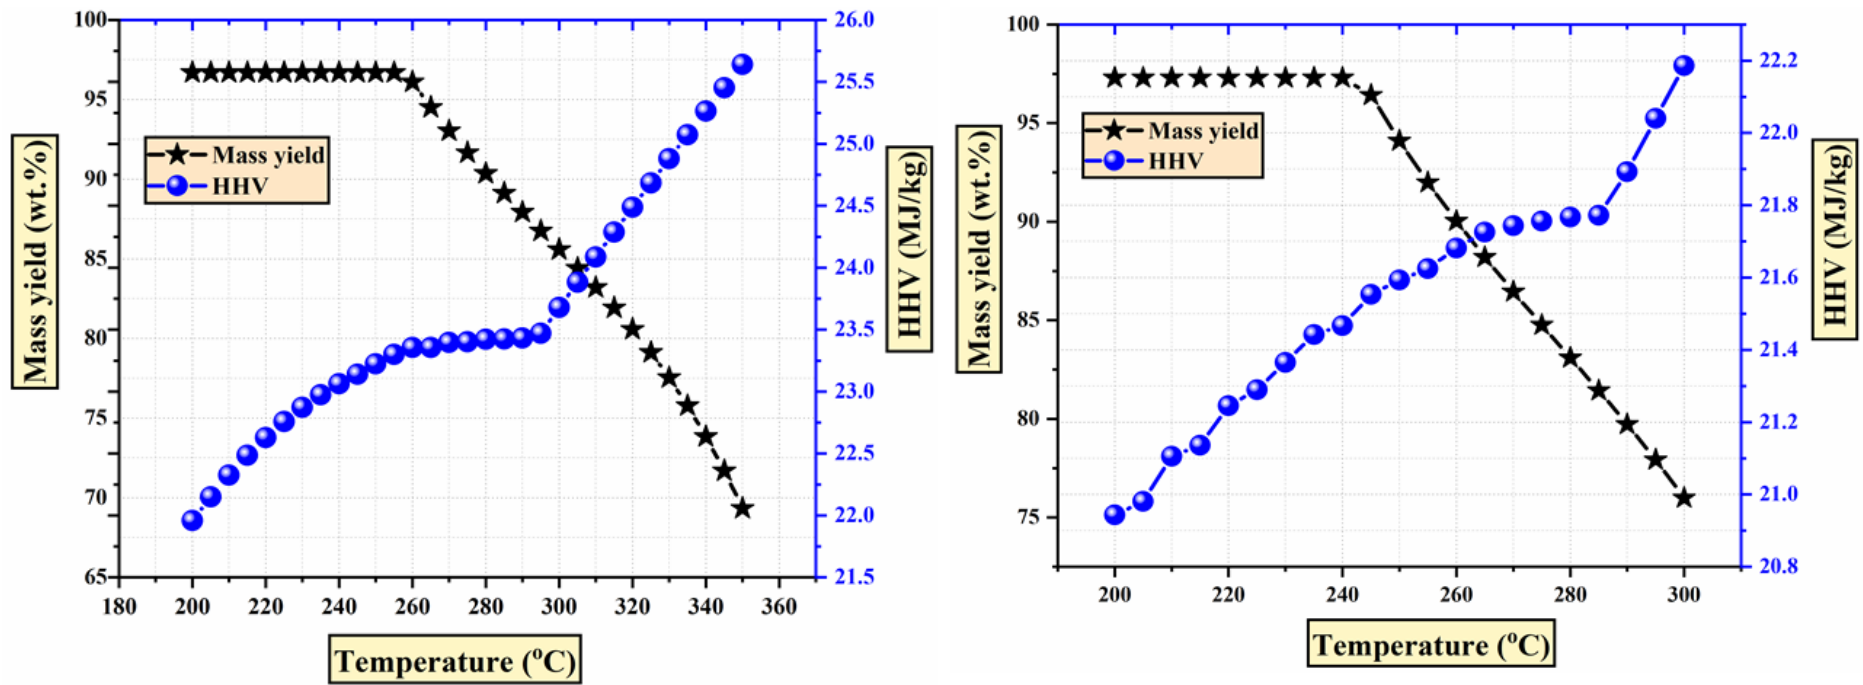 100
95
90
85
80
75
70
65
Mass yield (wt.%)
Mass yield
HHV
26.0
25.5
25.0
24.5
24.0
23.5
23.0
22.5
22.0
21.5
HHV (MJ/kg)
180 200 220 240 260 280 300 320 340 360
Temperature (°C)
100
95
90
85
80
75
Mass yield (wt.%)
Mass yield
HHV
22.2
22.0
21.8
21.6
21.4
21.2
21.0
20.8
HHV (MJ/kg)
200 220 240 260 280 300
Temperature (°C)